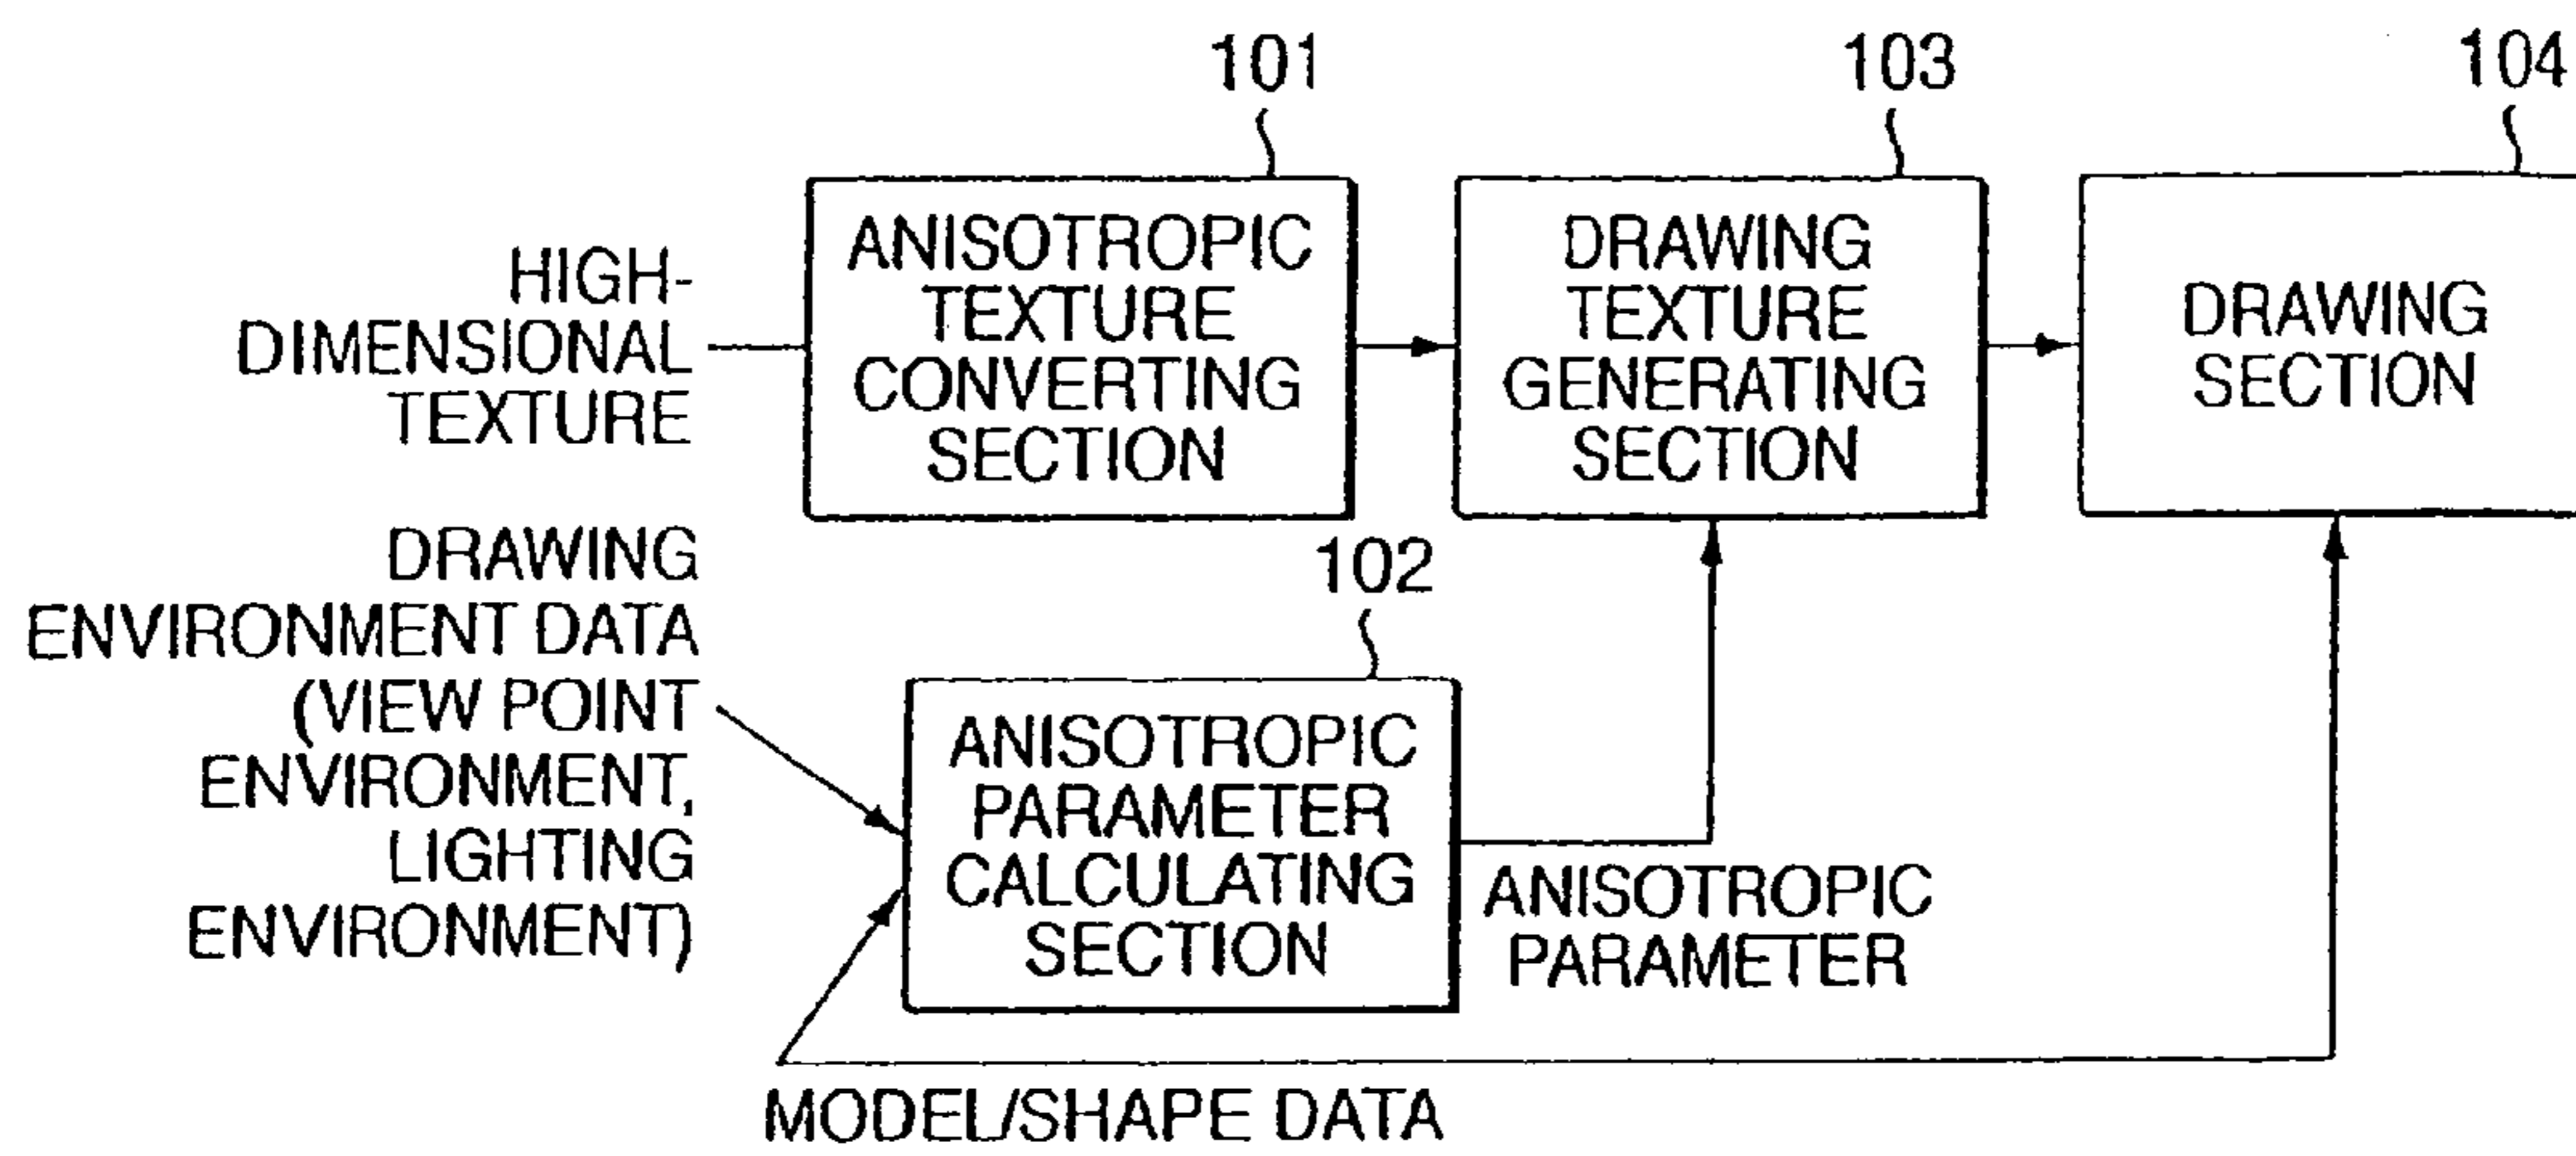 101
103
104
HIGH-
DIMENSIONAL
TEXTURE
ANISOTROPIC
TEXTURE
CONVERTING
SECTION
DRAWING
TEXTURE
GENERATING
SECTION
DRAWING
SECTION
DRAWING
ENVIRONMENT DATA
(VIEW POINT
ENVIRONMENT,
LIGHTING
ENVIRONMENT)
102
ANISOTROPIC
PARAMETER
CALCULATING
SECTION
ANISOTROPIC
PARAMETER
MODEL/SHAPE DATA